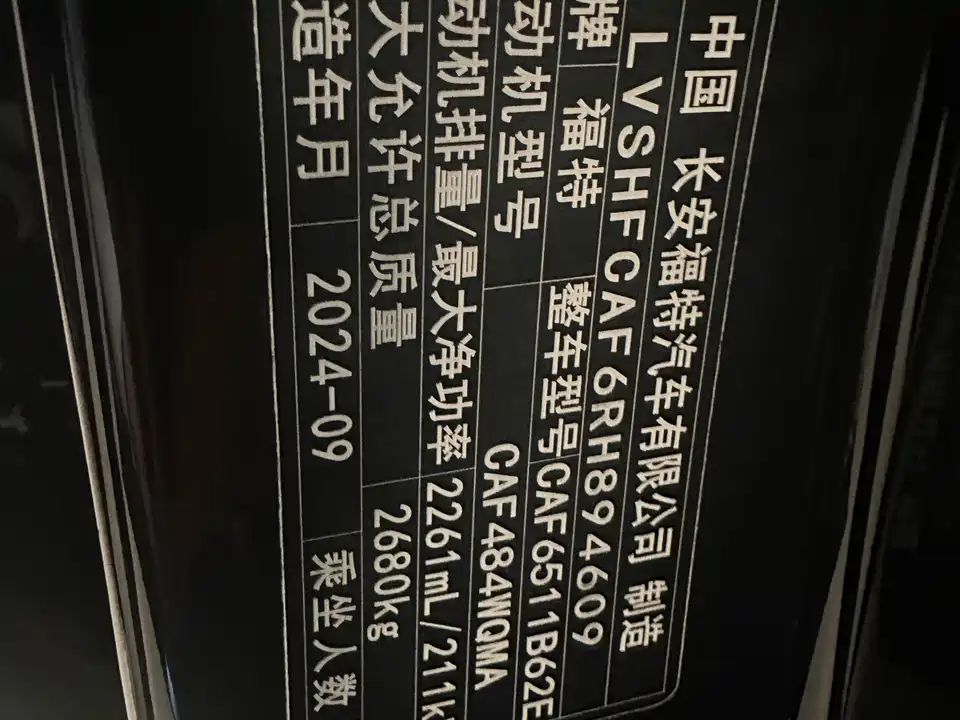 中国 长安福特汽车有限公司 制造
LVSHFCAF6RH894609
牌 福特 整车型号 CAF6511B62E
动机型号 CAF484WQMA
动机排量/最大净功率 2261mL/211k
大允许总质量 2680kg
造年月 2024-09 乘坐人数